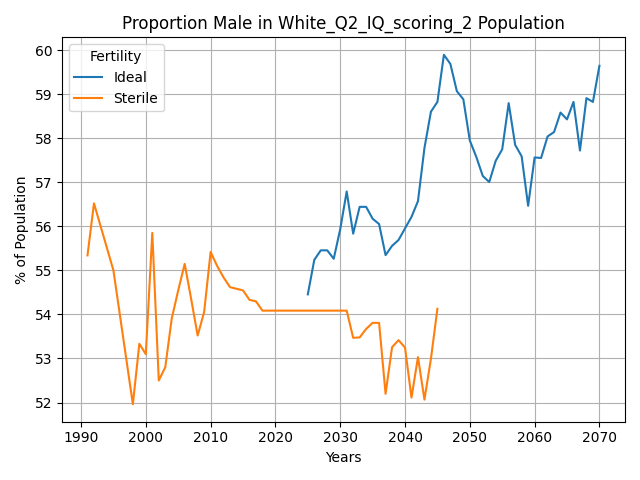 Proportion Male in White_Q2_IQ_scoring_2 Population
Fertility
Ideal
Sterile
60
59
58
57
56
55
54
53
52
% of Population
1990 2000 2010 2020 2030 2040 2050 2060 2070
Years